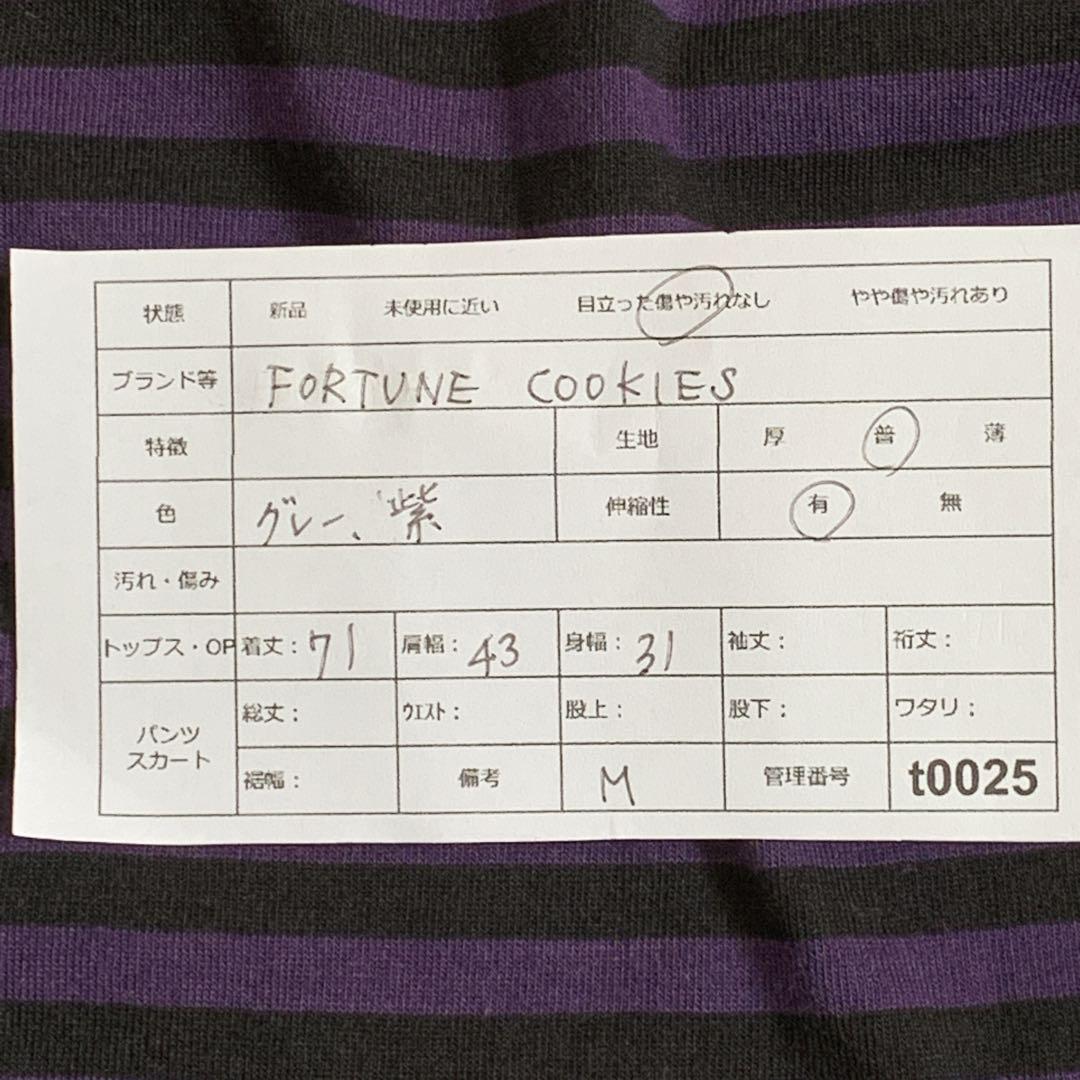 状態 新品 未使用に近い 目立った傷や汚れなし やや傷や汚れあり
ブランド等 FORTUNE COOKIES
特徴 生地 厚 普 薄
色 グレー、紫 伸縮性 有 無
汚れ・傷み
トップス・OP 着丈：71 肩幅：43 身幅：31 袖丈： 裄丈：
パンツ スカート 総丈： ウエスト： 股上： 股下： ワタリ；
裾幅： 備考 M 管理番号 t0025